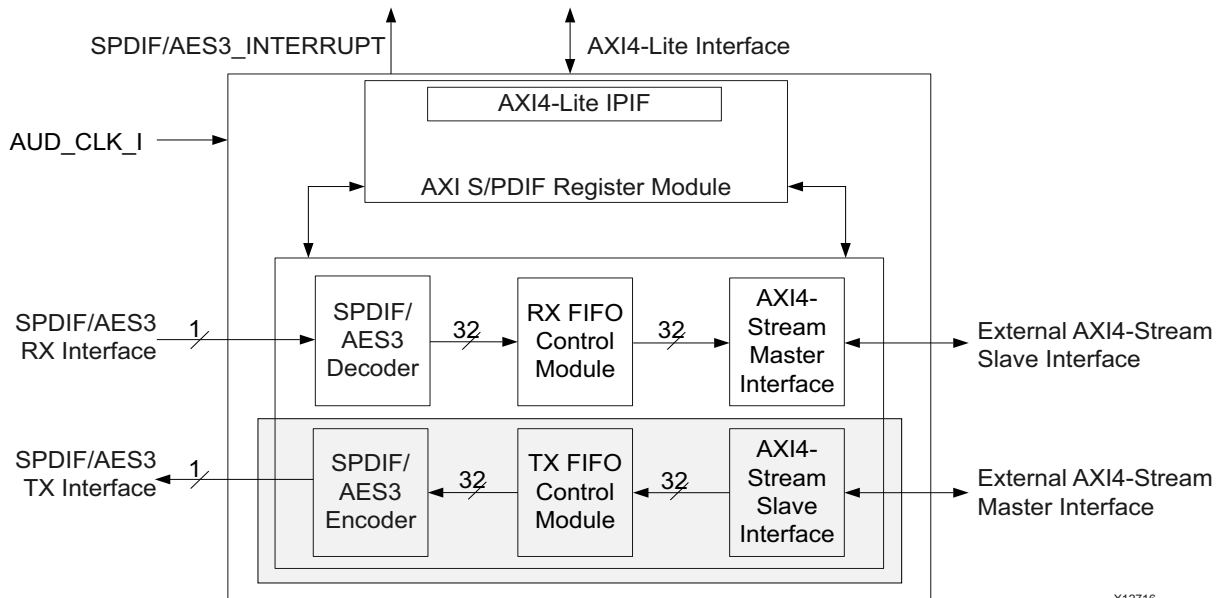 SPDIF/AES3_INTERRUPT
AXI4-Lite Interface
AXI4-Lite IPIF
AUD_CLK_I
AXI S/PDIF Register Module
SPDIF/AES3
RX Interface
1
SPDIF/
AES3
Decoder
32
RX FIFO
Control
Module
32
AXI4-
Stream
Master
Interface
External AXI4-Stream
Slave Interface
SPDIF/AES3
TX Interface
1
SPDIF/
AES3
Encoder
32
TX FIFO
Control
Module
32
AXI4-
Stream
Slave
Interface
External AXI4-Stream
Master Interface